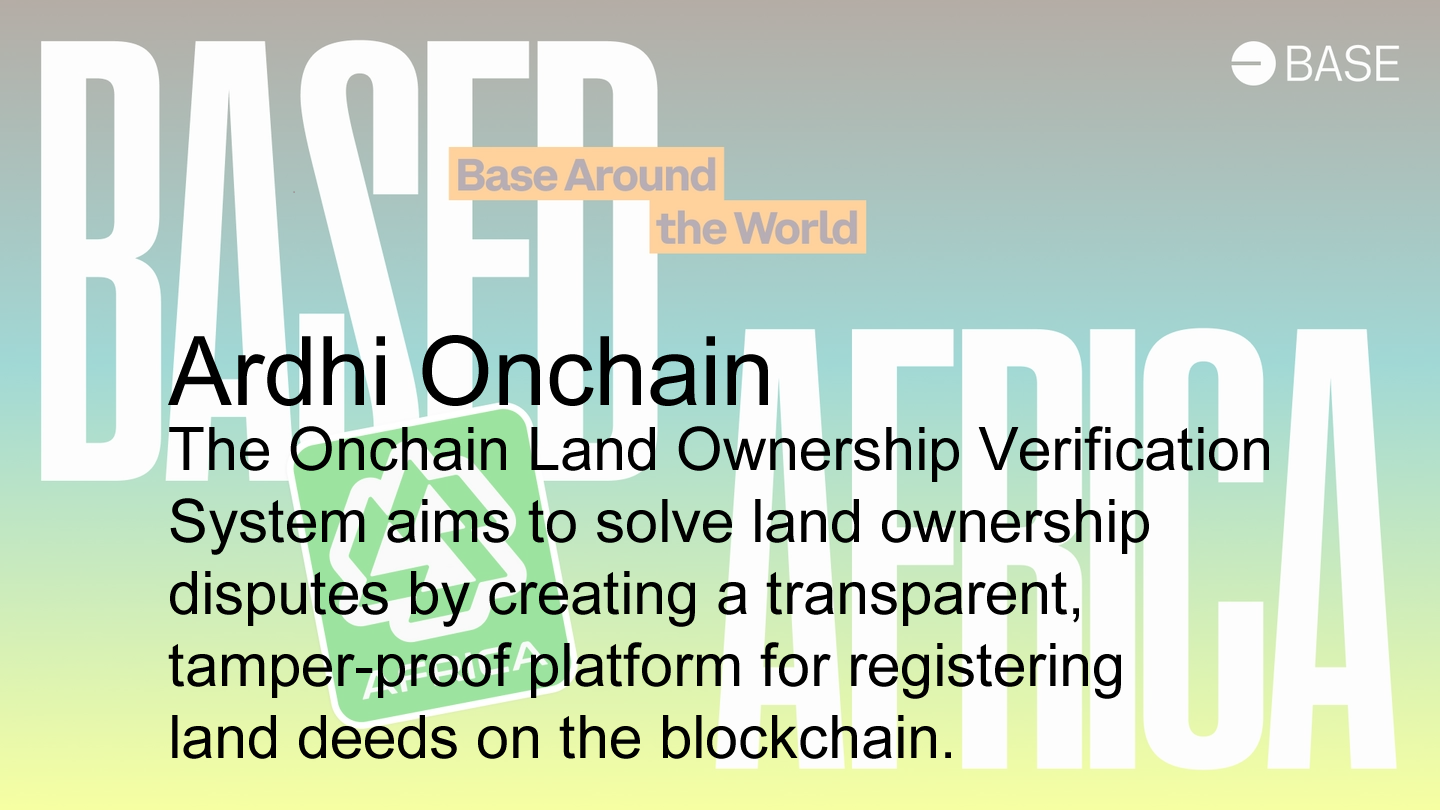 BASED
BASE
Base Around
the World
AFRICA
Ardhi Onchain
The Onchain Land Ownership Verification
System aims to solve land ownership
disputes by creating a transparent,
tamper-proof platform for registering
land deeds on the blockchain.
AFRICA